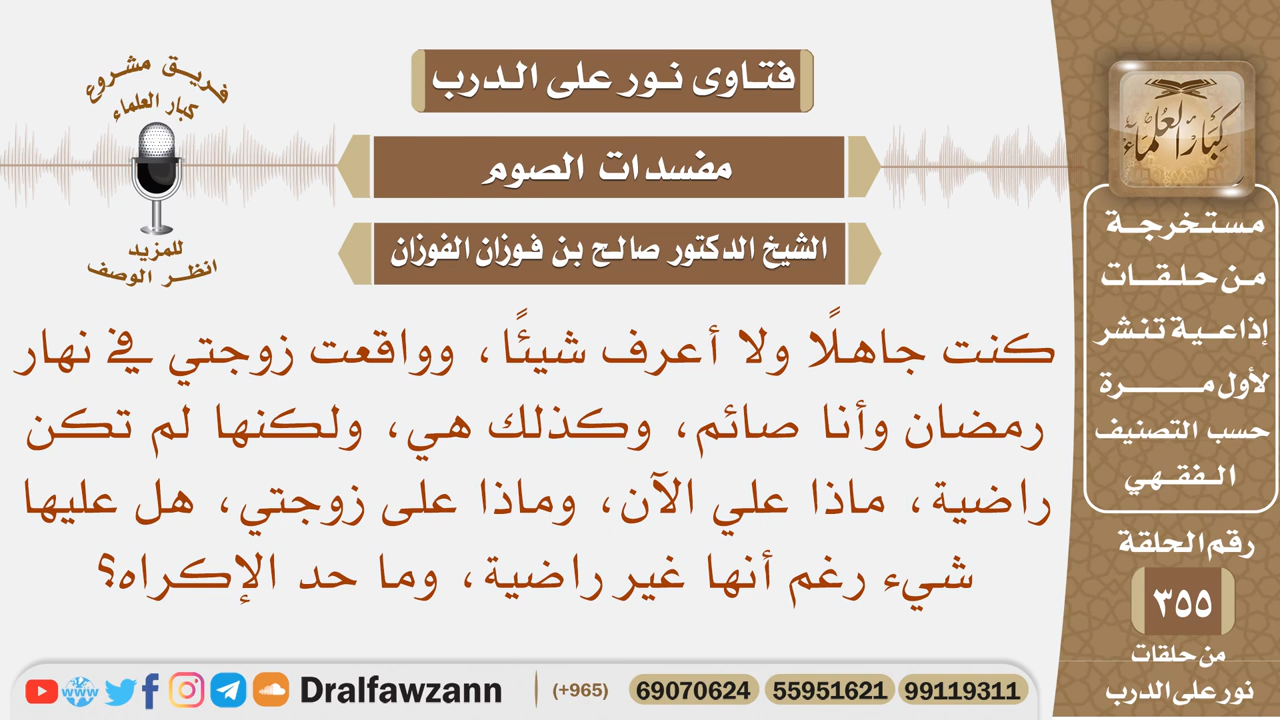 فتاوى نور على الدرب
مفسدات الصوم
الشيخ الدكتور صالح بن فوزان الفوزان
فريق مشروع
كبار العلماء
للمزيد
انظر الوصف
كنت جاهلًا ولا أعرف شيئًا، وواقعت زوجتي في نهار
رمضان وأنا صائم، وكذلك هي، ولكنها لم تكن
راضية، ماذا علي الآن، وماذا على زوجتي، هل عليها
شيء رغم أنها غير راضية، وما حد الإكراه؟
كبار العلماء
مستخرجة
من حلقات
إذاعية تنشر
لأول مرة
حسب التصنيف
الفقهي
رقم الحلقة
٣٥٥
من حلقات
نور على الدرب
www
Dralfawzann
(+965)
69070624
55951621
99119311